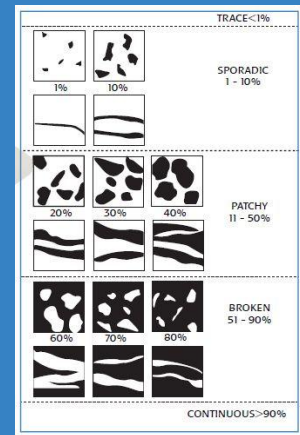 TRACE<1%
1% 10%
SPORADIC
1 - 10%
20% 30% 40%
PATCHY
11 - 50%
60% 70% 80%
BROKEN
51 - 90%
CONTINUOUS>90%